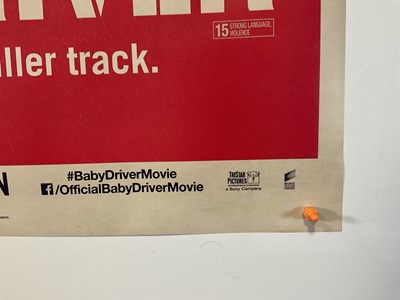 15 STRONG LANGUAGE, VIOLENCE
ller track.
#BabyDriverMovie
/OfficialBabyDriverMovie
TRISTAR PICTURES
a Sony Company